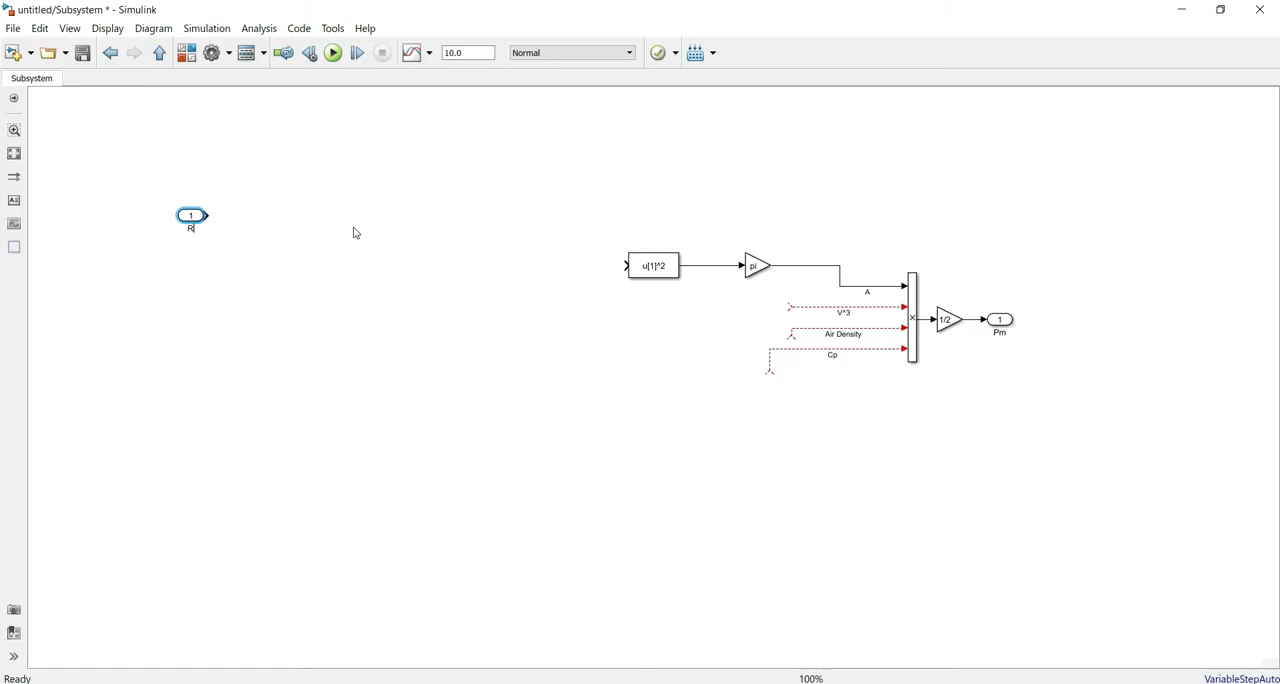 untitled/Subsystem * - Simulink
File Edit View Display Diagram Simulation Analysis Code Tools Help
10.0 Normal
Subsystem
1
R
u[1]^2
pi
A
V^3
Air Density
Cp
×
1/2
1
Pm
Ready 100% VariableStepAuto